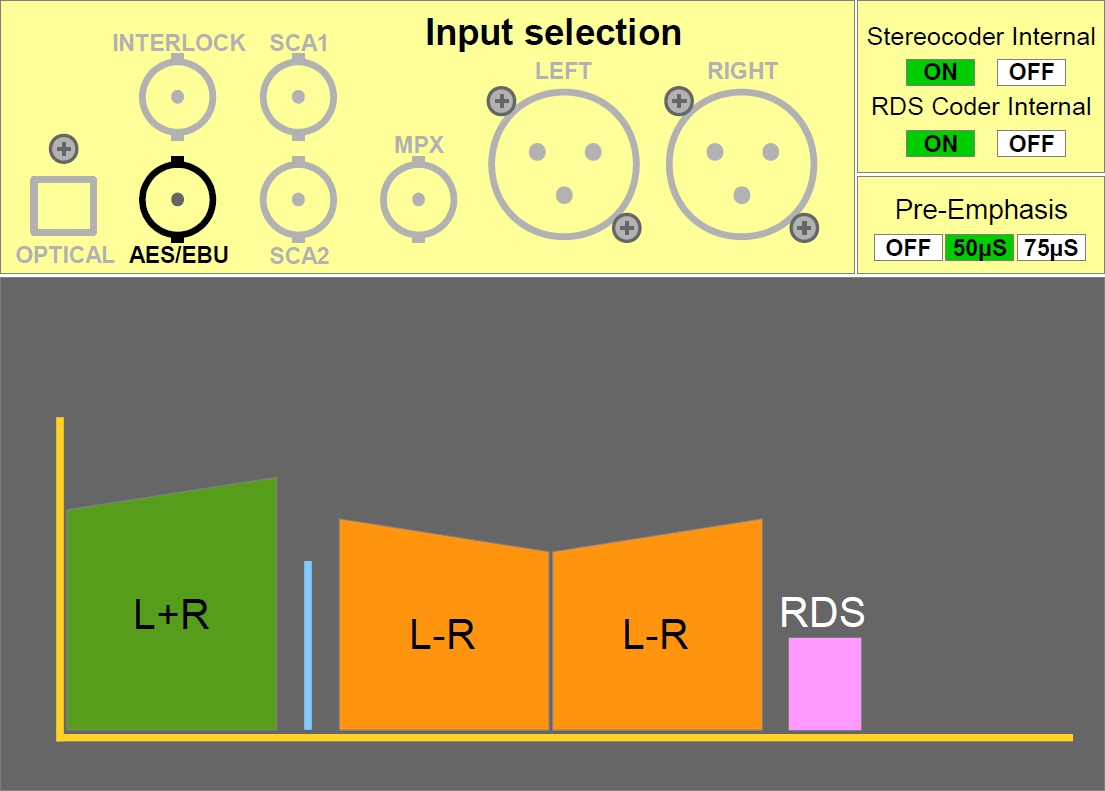 Input selection
INTERLOCK
SCA1
LEFT
RIGHT
MPX
OPTICAL
AES/EBU
SCA2
Stereocoder Internal
ON OFF
RDS Coder Internal
ON OFF
Pre-Emphasis
OFF 50µS 75µS
L+R
L-R
L-R
RDS